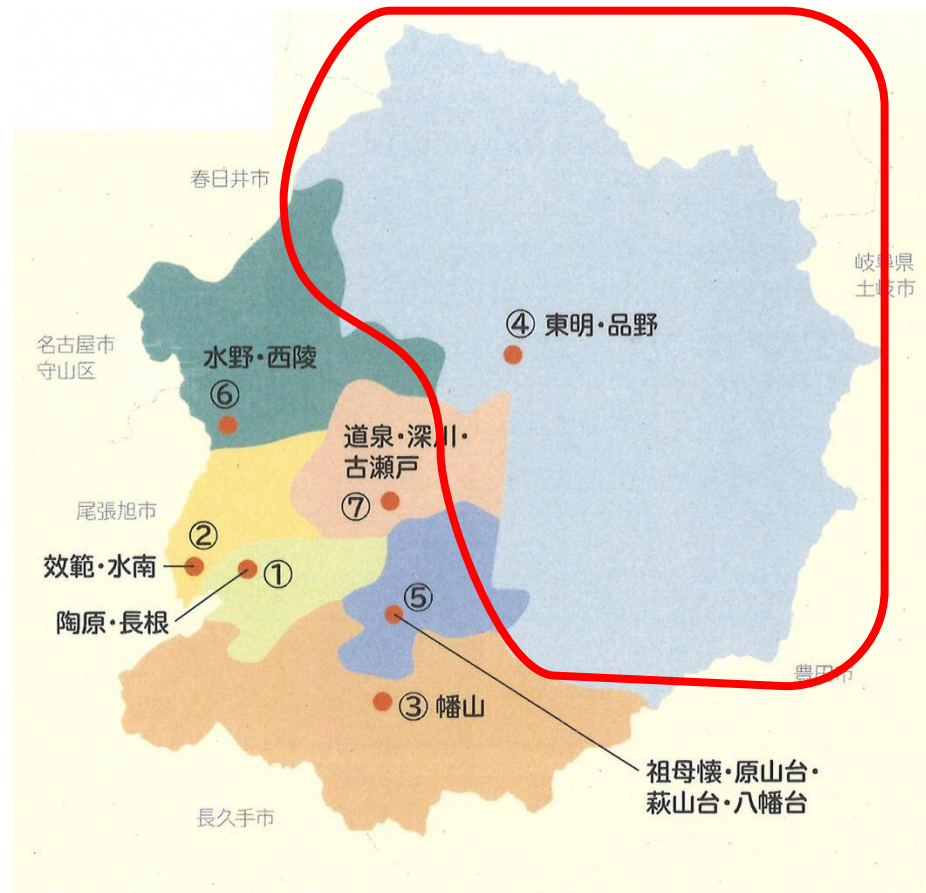 春日井市
岐阜県
土岐市
④ 東明・品野
名古屋市
守山区
水野・西陵
⑥
道泉・深川・
古瀬戸
⑦
尾張旭市
②
効範・水南
①
陶原・長根
⑤
豊田市
③ 幡山
祖母懐・原山台・
萩山台・八幡台
長久手市